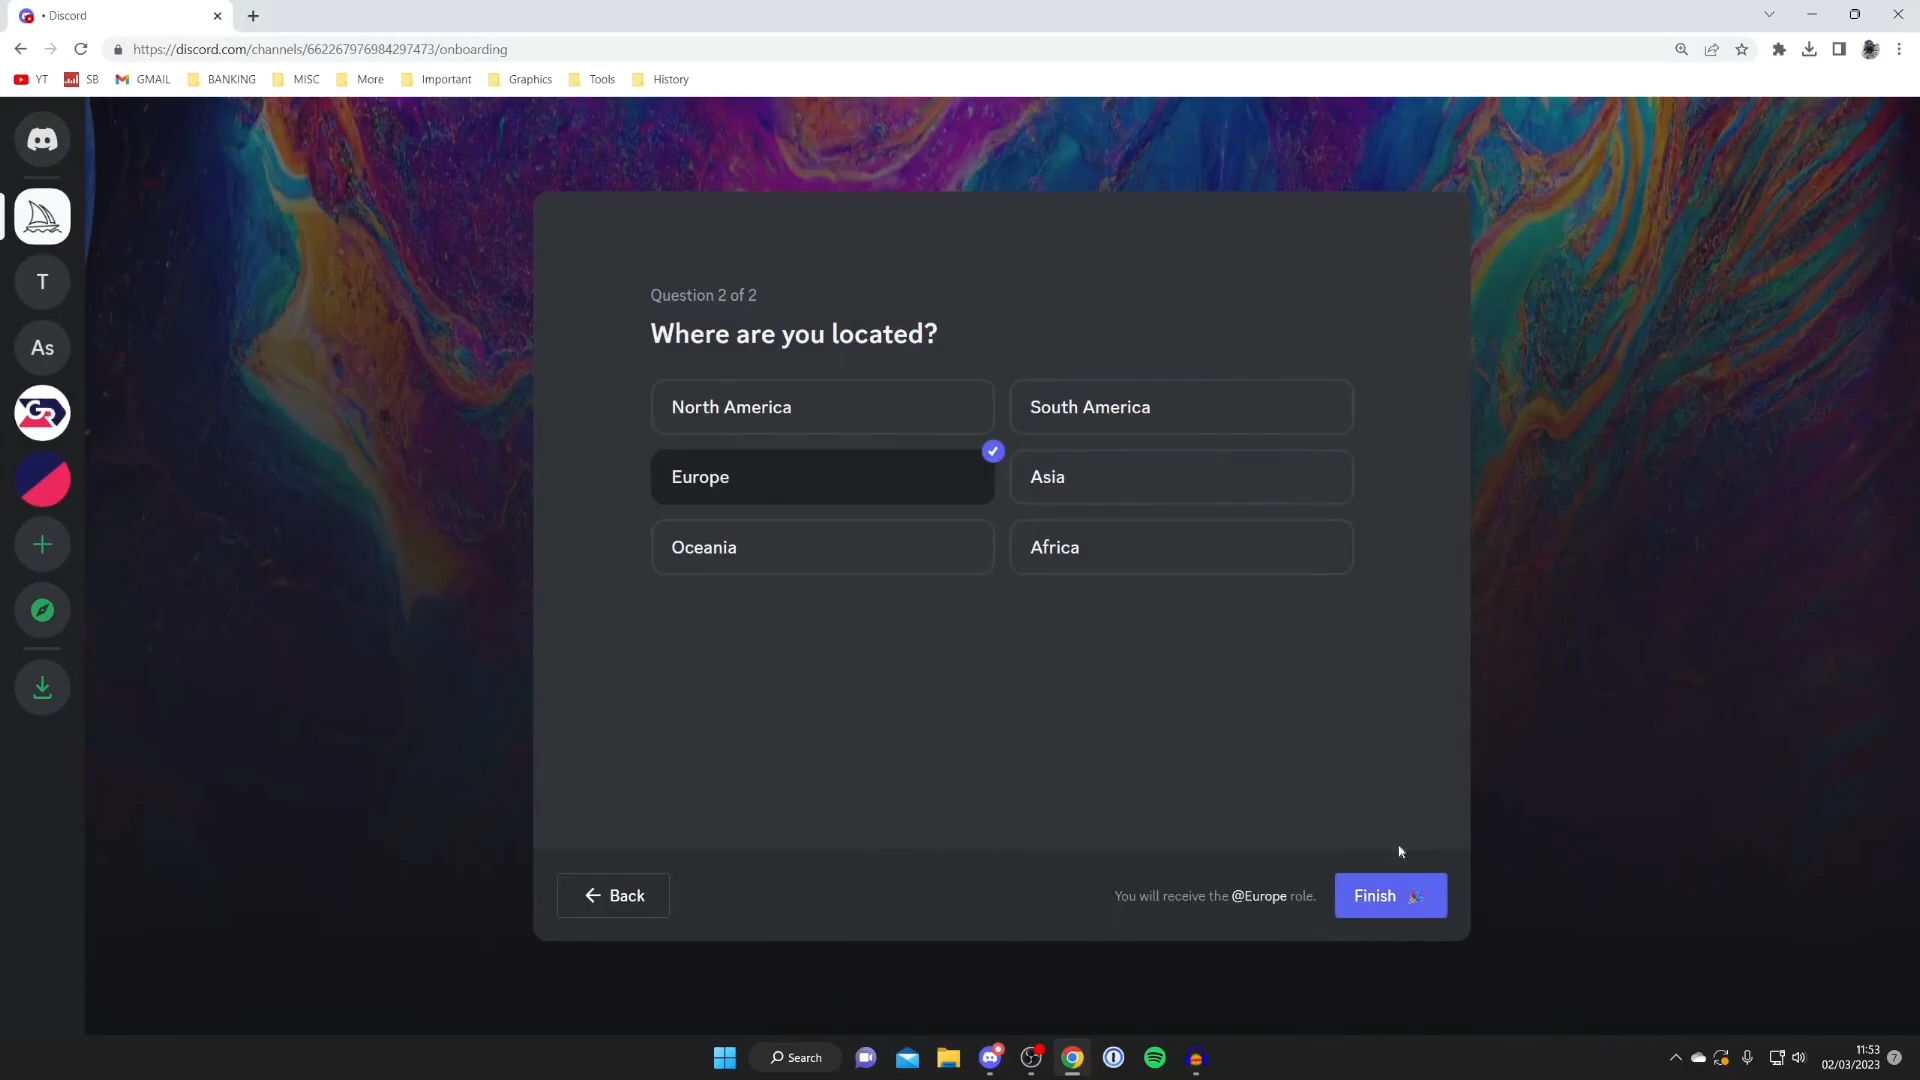 • Discord
https://discord.com/channels/662267976984297473/onboarding
YT SB GMAIL BANKING MISC More Important Graphics Tools History
T
As
GR
Question 2 of 2
Where are you located?
North America South America
Europe Asia
Oceania Africa
Back You will receive the @Europe role. Finish
Search
11:53
02/03/2023
7